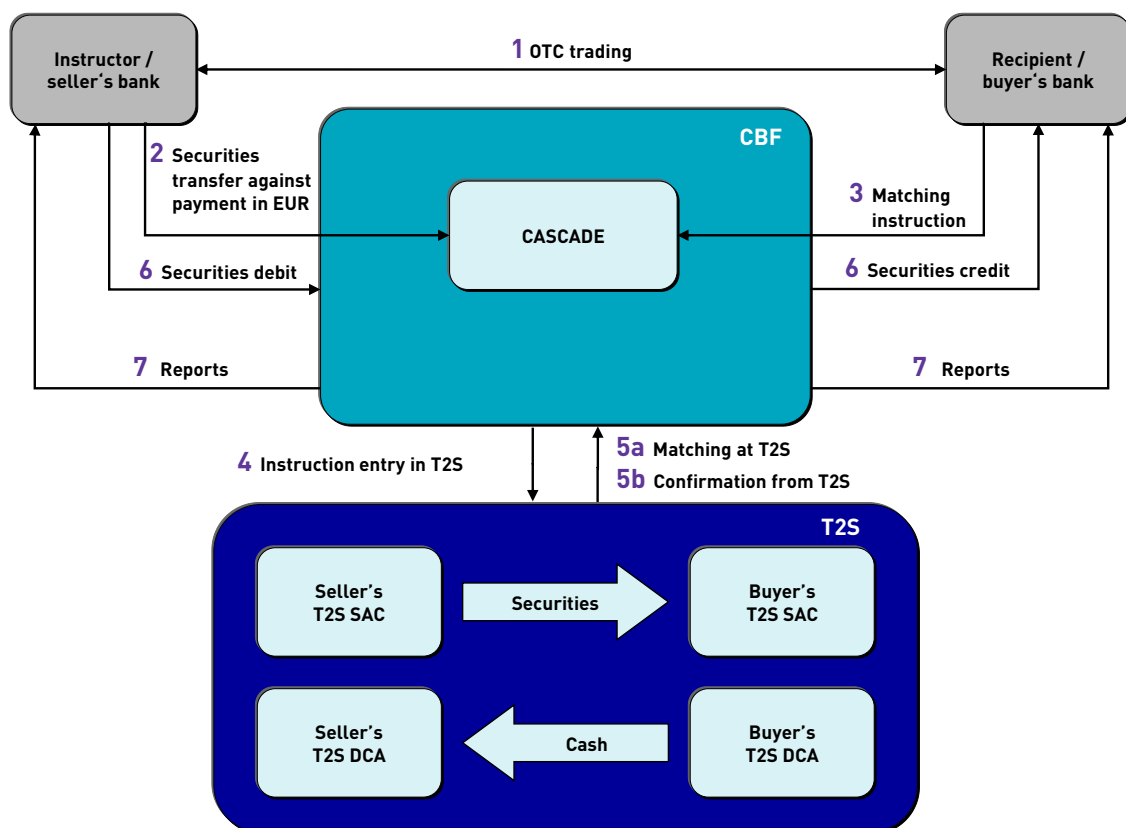 1 OTC trading
Instructor /
seller‘s bank
Recipient /
buyer‘s bank
CBF
2 Securities
transfer against
payment in EUR
CASCADE
3 Matching
instruction
6 Securities debit
6 Securities credit
7 Reports
7 Reports
4 Instruction entry in T2S
5a Matching at T2S
5b Confirmation from T2S
T2S
Seller’s
T2S SAC
Securities
Buyer’s
T2S SAC
Seller’s
T2S DCA
Cash
Buyer’s
T2S DCA